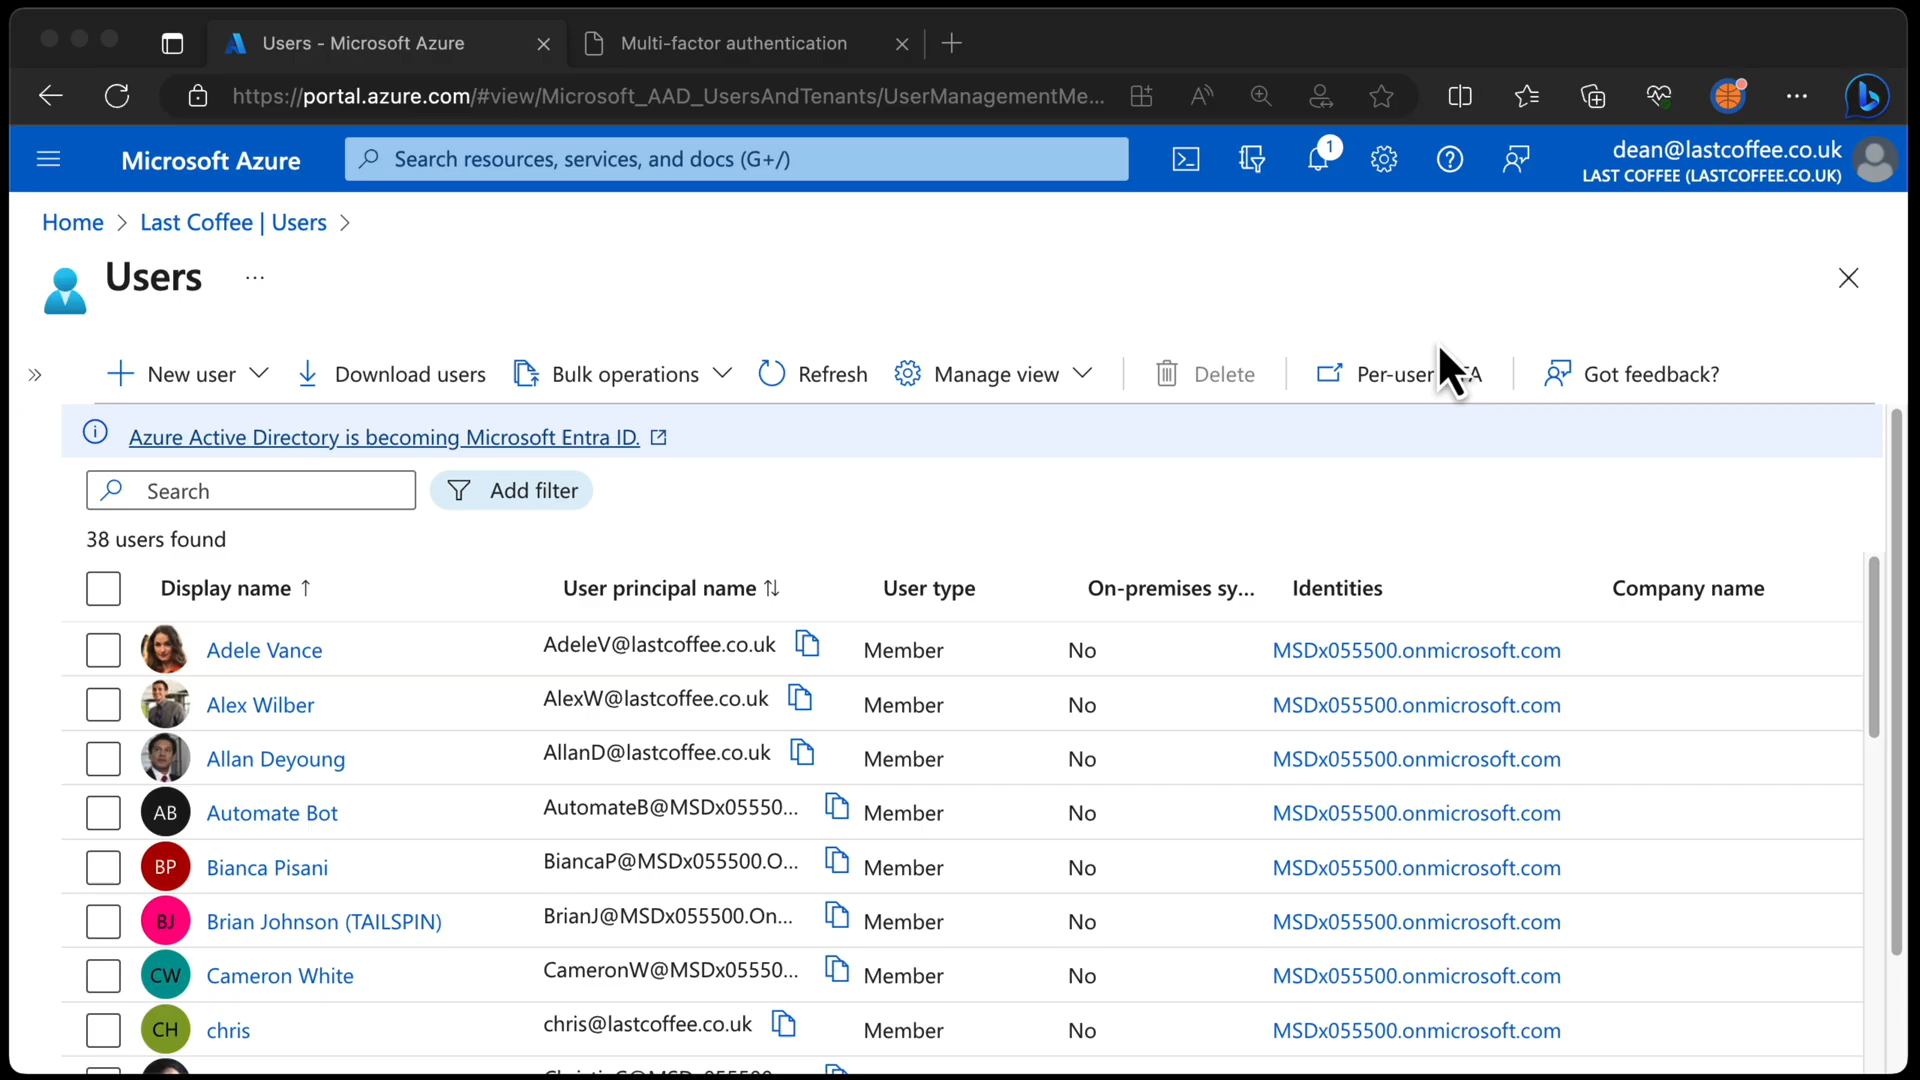 Users - Microsoft Azure
Multi-factor authentication
https://portal.azure.com/#view/Microsoft_AAD_UsersAndTenants/UserManagementMe...
Microsoft Azure
Search resources, services, and docs (G+/)
1
dean@lastcoffee.co.uk
LAST COFFEE (LASTCOFFEE.CO.UK)
Home > Last Coffee | Users >
Users ...
New user
Download users
Bulk operations
Refresh
Manage view
Delete
Per-user
Got feedback?
Azure Active Directory is becoming Microsoft Entra ID.
Search
Add filter
38 users found
Display name ↑ User principal name ↑↓ User type On-premises sy... Identities Company name
Adele Vance AdeleV@lastcoffee.co.uk Member No MSDx055500.onmicrosoft.com
Alex Wilber AlexW@lastcoffee.co.uk Member No MSDx055500.onmicrosoft.com
Allan Deyoung AllanD@lastcoffee.co.uk Member No MSDx055500.onmicrosoft.com
AB Automate Bot AutomateB@MSDx05550... Member No MSDx055500.onmicrosoft.com
BP Bianca Pisani BiancaP@MSDx055500.O... Member No MSDx055500.onmicrosoft.com
BJ Brian Johnson (TAILSPIN) BrianJ@MSDx055500.On... Member No MSDx055500.onmicrosoft.com
CW Cameron White CameronW@MSDx05550... Member No MSDx055500.onmicrosoft.com
CH chris chris@lastcoffee.co.uk Member No MSDx055500.onmicrosoft.com